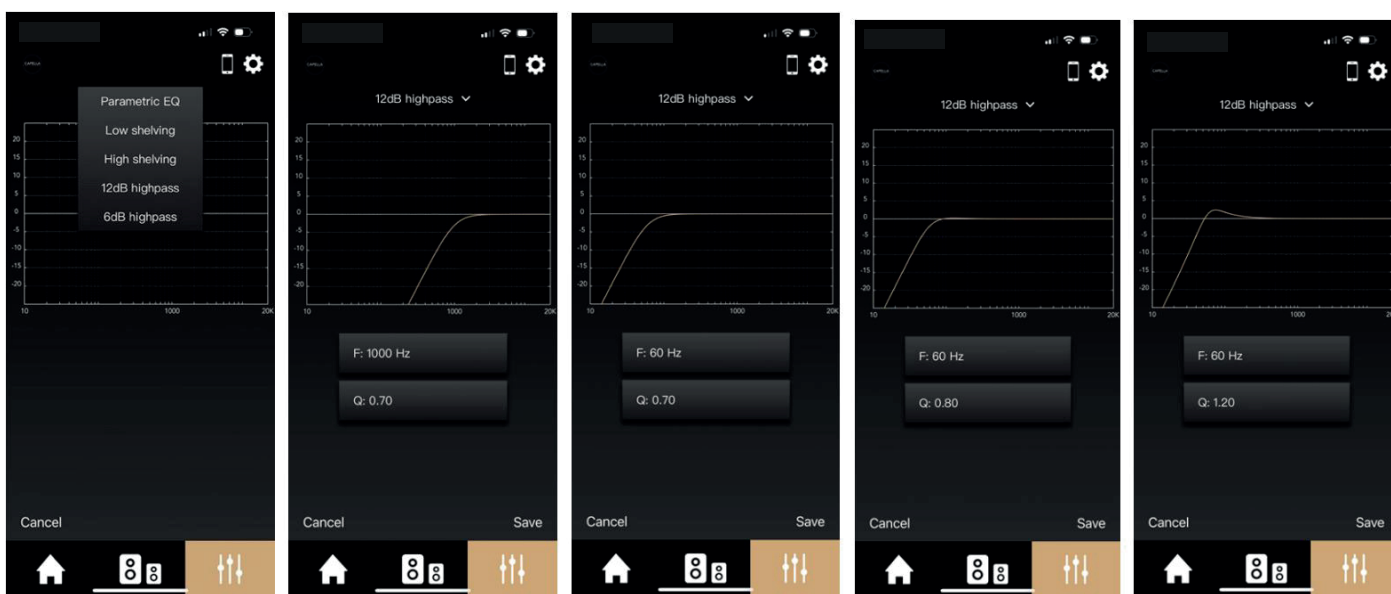 Parametric EQ
Low shelving
High shelving
12dB highpass
6dB highpass
20
15
10
5
0
-5
-10
-15
-20
10 1000 20K
Cancel
12dB highpass
20
15
10
5
0
-5
-10
-15
-20
10 1000 20K
F: 1000 Hz
Q: 0.70
Cancel Save
12dB highpass
20
15
10
5
0
-5
-10
-15
-20
10 1000 20K
F: 60 Hz
Q: 0.70
Cancel Save
12dB highpass
20
15
10
5
0
-5
-10
-15
-20
10 1000 20K
F: 60 Hz
Q: 0.80
Cancel Save
12dB highpass
20
15
10
5
0
-5
-10
-15
-20
10 1000
F: 60 Hz
Q: 1.20
Cancel Save